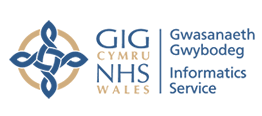 GIG
CYMRU
NHS
WALES
Gwasanaeth
Gwybodeg
Informatics
Service